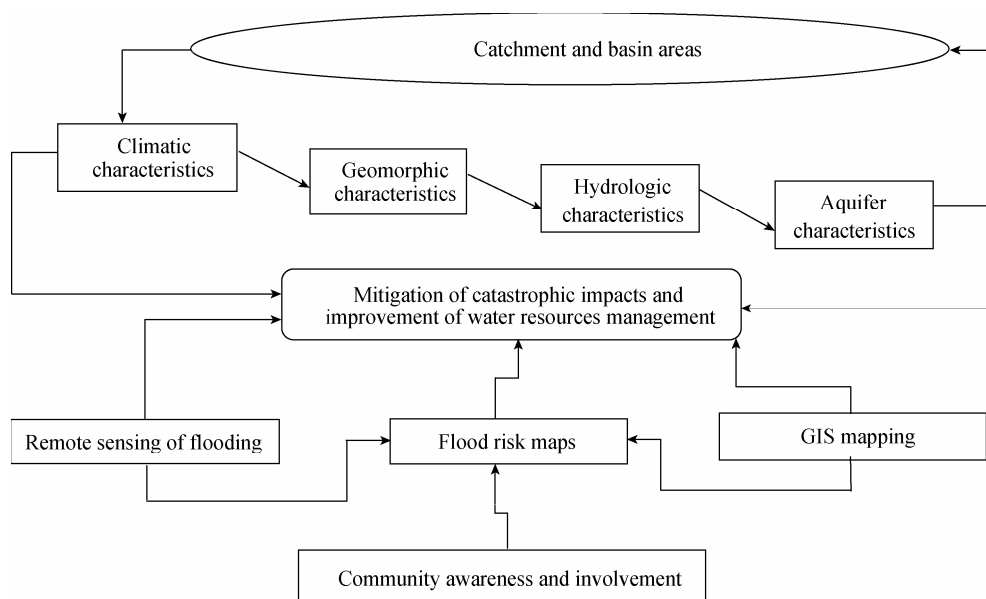 Catchment and basin areas
Climatic
characteristics
Geomorphic
characteristics
Hydrologic
characteristics
Aquifer
characteristics
Mitigation of catastrophic impacts and
improvement of water resources management
Remote sensing of flooding
Flood risk maps
GIS mapping
Community awareness and involvement